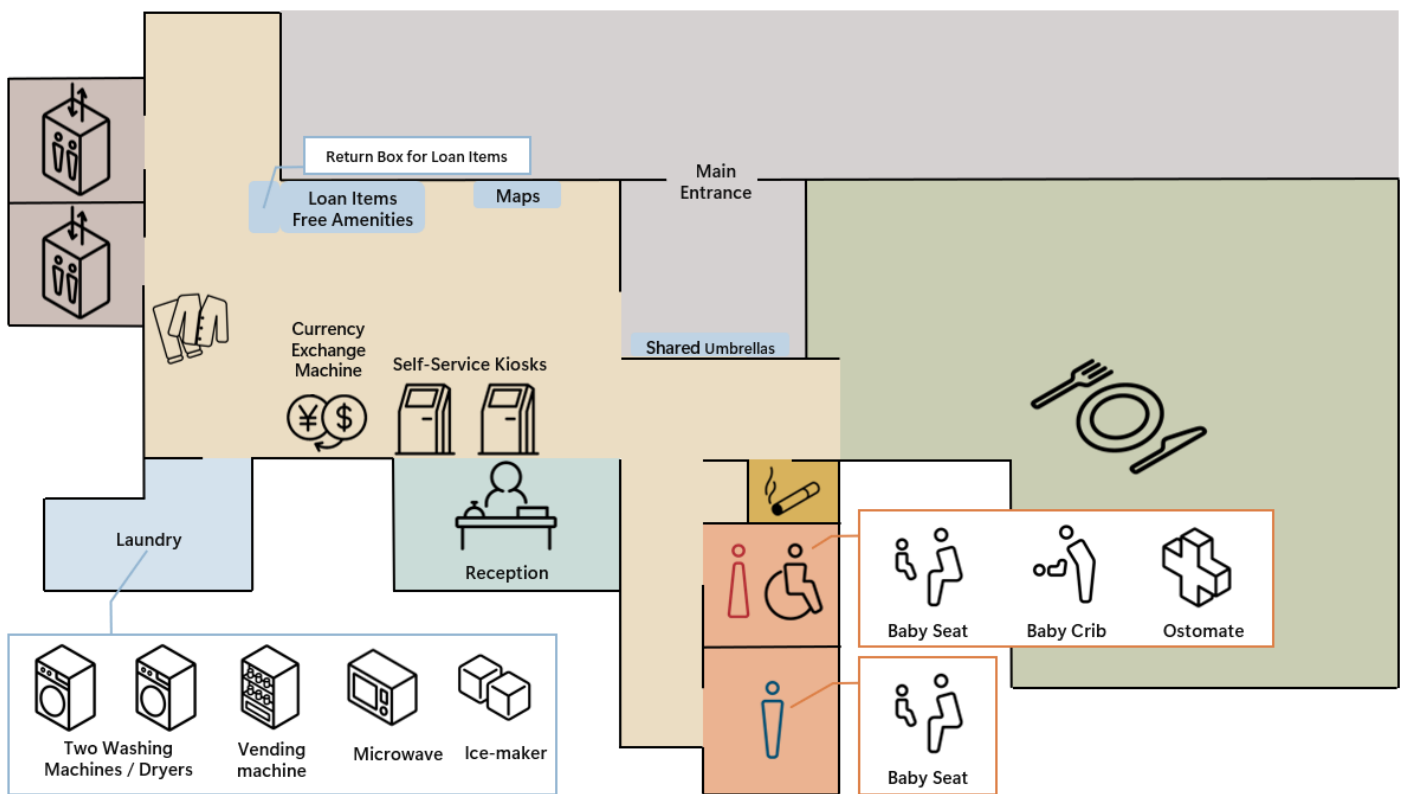 Return Box for Loan Items
Main
Entrance
Loan Items
Free Amenities
Maps
Currency
Exchange
Machine
Self-Service Kiosks
Shared Umbrellas
¥
$
Laundry
Reception
Baby Seat
Baby Crib
Ostomate
Two Washing
Machines / Dryers
Vending
machine
Microwave
Ice-maker
Baby Seat